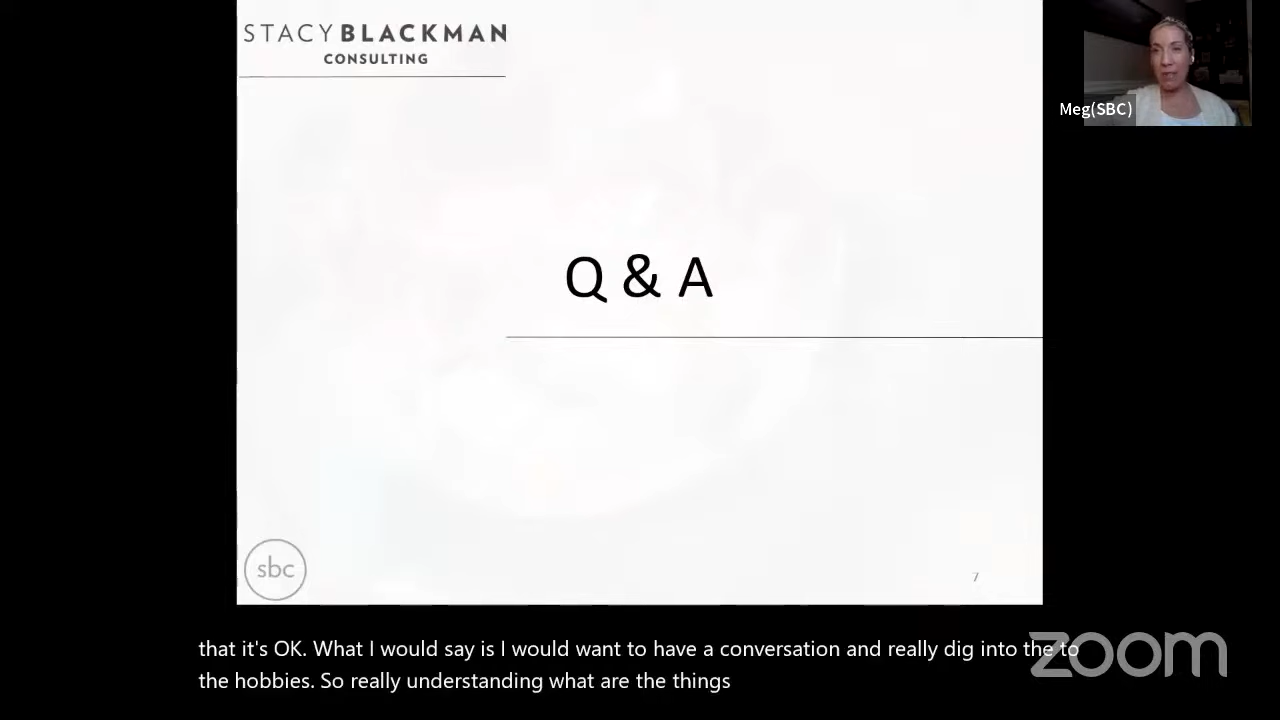 STACY BLACKMAN
CONSULTING
Meg(SBC)
Q & A
sbc
7
that it's OK. What I would say is I would want to have a conversation and really dig into the to
the hobbies. So really understanding what are the things
zoom